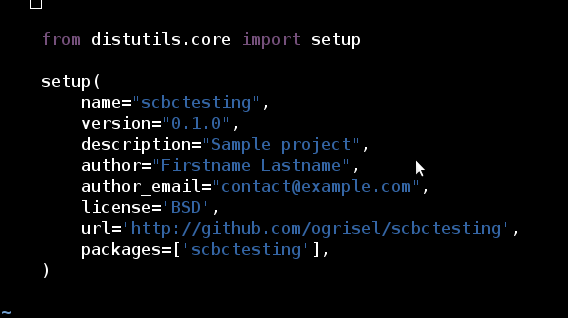 from distutils.core import setup
setup(
    name="scbctesting",
    version="0.1.0",
    description="Sample project",
    author="Firstname Lastname",
    author_email="contact@example.com",
    license='BSD',
    url='http://github.com/ogrisel/scbctesting',
    packages=['scbctesting'],
)
~